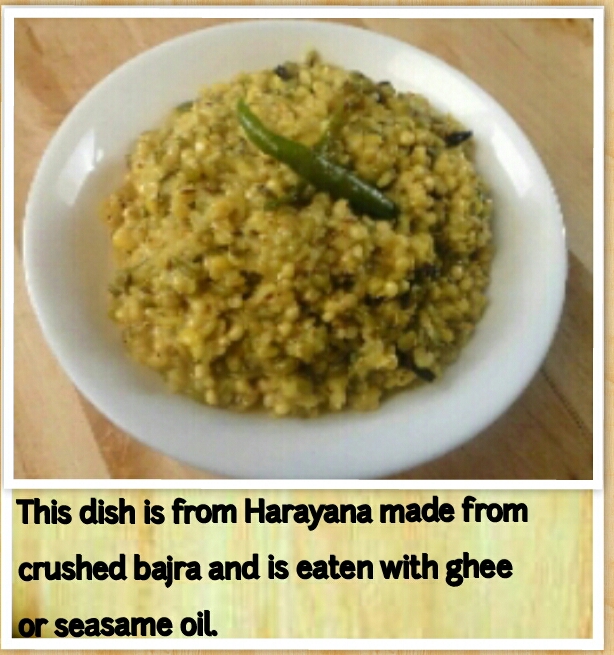 This dish is from Harayana made from
crushed bajra and is eaten with ghee
or seasame oil.